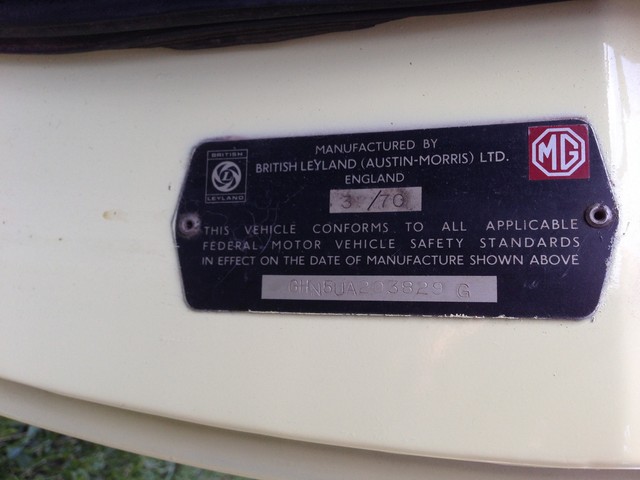 MANUFACTURED BY
BRITISH LEYLAND (AUSTIN-MORRIS) LTD.
ENGLAND
BRITISH
L
LEYLAND
MG
3 /70
THIS VEHICLE CONFORMS TO ALL APPLICABLE
FEDERAL MOTOR VEHICLE SAFETY STANDARDS
IN EFFECT ON THE DATE OF MANUFACTURE SHOWN ABOVE
G